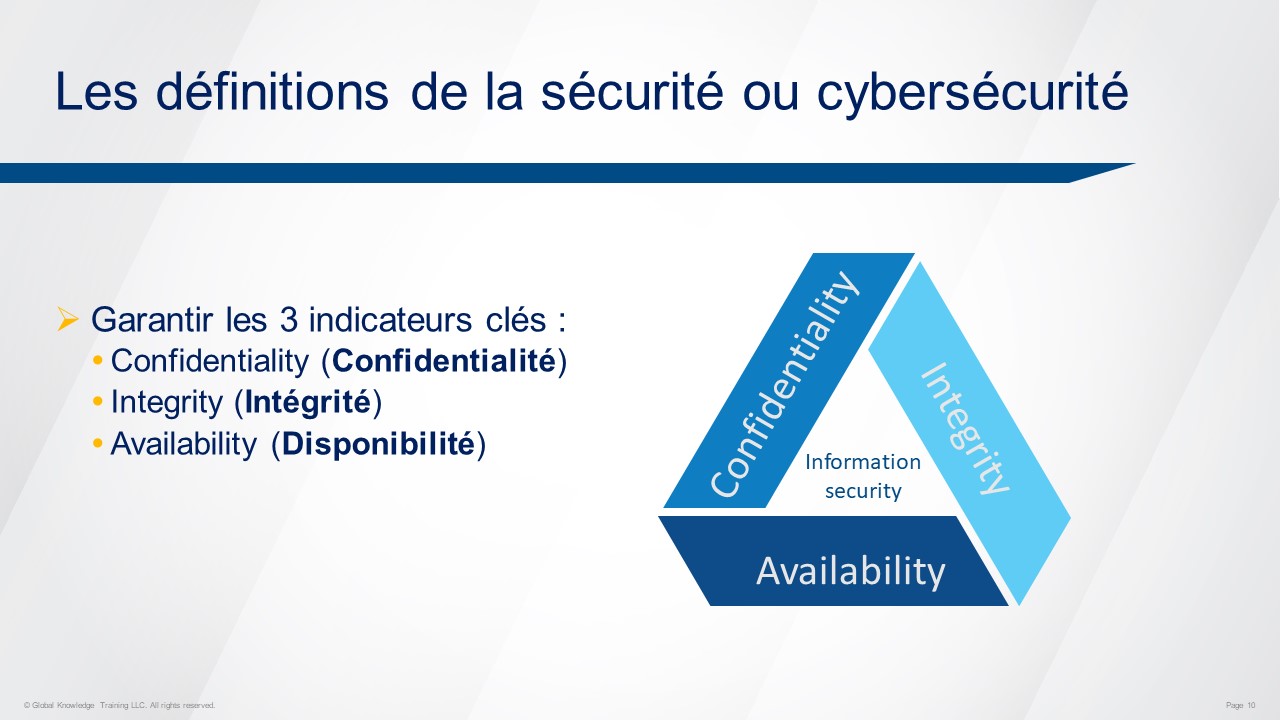 Les définitions de la sécurité ou cybersécurité
Garantir les 3 indicateurs clés :
Confidentiality (Confidentialité)
Integrity (Intégrité)
Availability (Disponibilité)
Confidentiality
Integrity
Information
security
Availability
© Global Knowledge Training LLC. All rights reserved.
Page 10